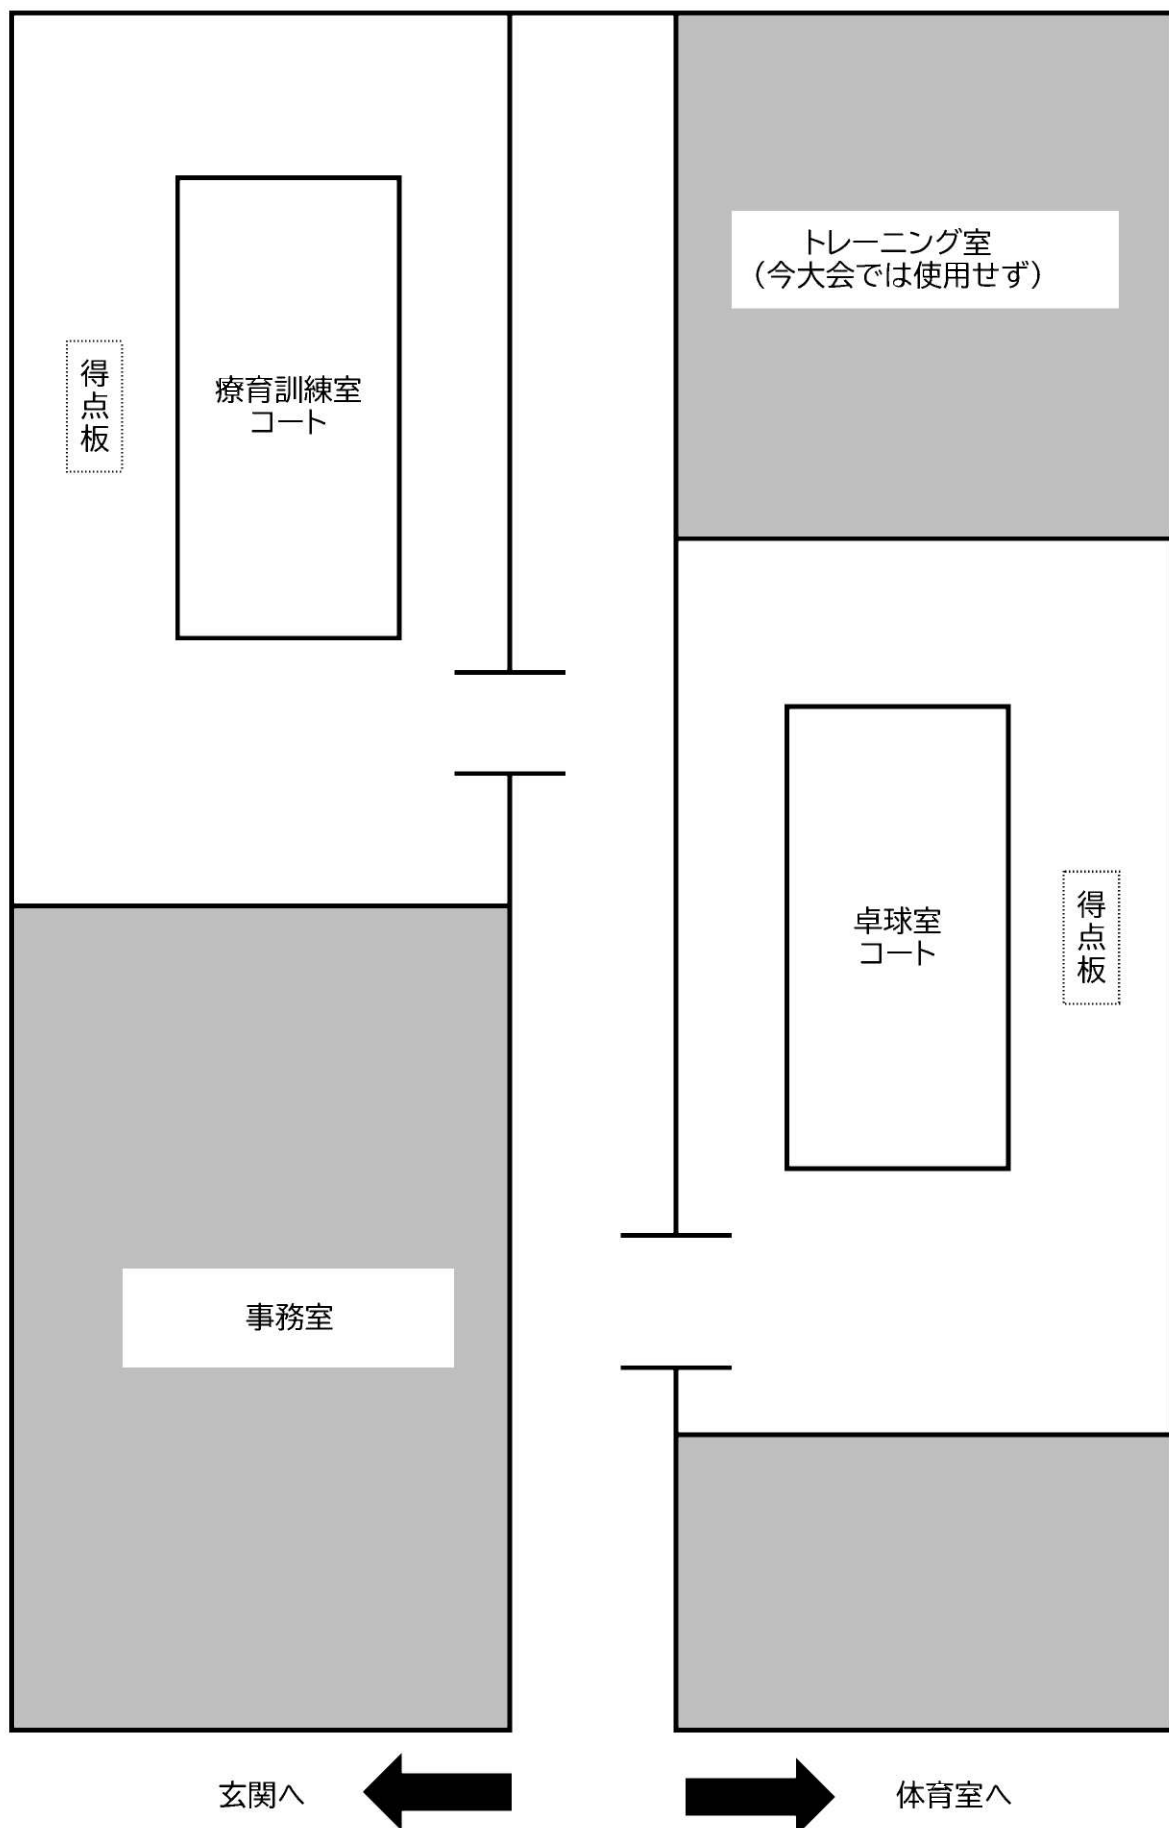 トレーニング室
（今大会では使用せず）
得点板
療育訓練室
コート
卓球室
コート
得点板
事務室
玄関へ
体育室へ